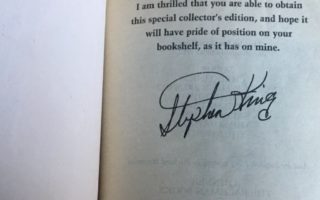 I am thrilled that you are able to obtain
this special collector's edition, and hope it
will have pride of position on your
bookshelf, as it has on mine.
Stephen King